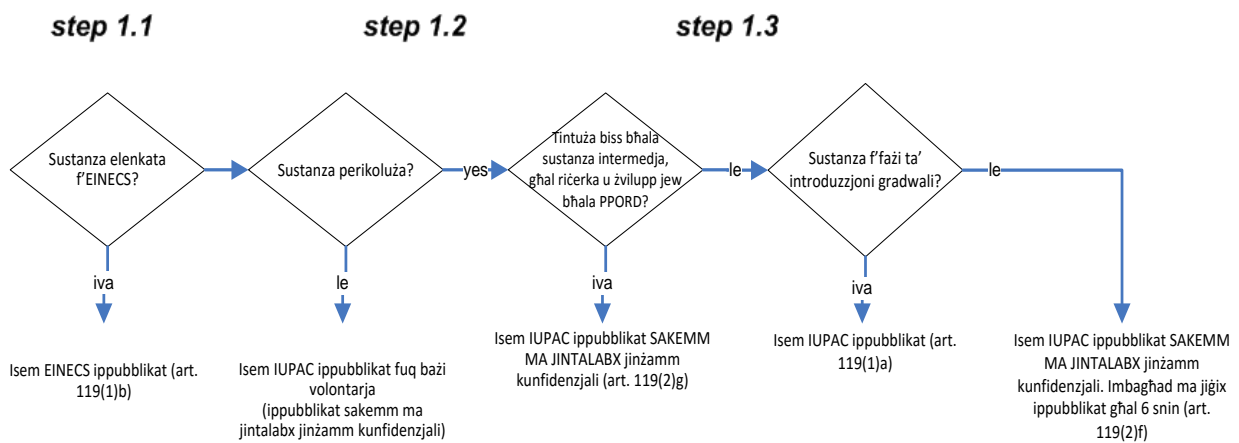 step 1.1
step 1.2
step 1.3
Sustanza elenkata
f'EINECS?
Sustanza perikoluża?
yes
Tintuża biss bħala
sustanza intermedja,
għal riċerka u żvilupp jew
bħala PPORD?
le
Sustanza f'fażi ta'
introduzzjoni gradwali?
le
iva
le
iva
iva
Isem EINECS ippubblikat (art.
119(1)b)
Isem IUPAC ippubblikat fuq bażi
volontarja
(ippubblikat sakemm ma
jintalabx jinżamm kunfidenzjali)
Isem IUPAC ippubblikat SAKEMM
MA JINTALABX jinżamm
kunfidenzjali (art. 119(2)g)
Isem IUPAC ippubblikat (art.
119(1)a)
Isem IUPAC ippubblikat SAKEMM
MA JINTALABX jinżamm
kunfidenzjali. Imbagħad ma jiġix
ippubblikat għal 6 snin (art.
119(2)f)